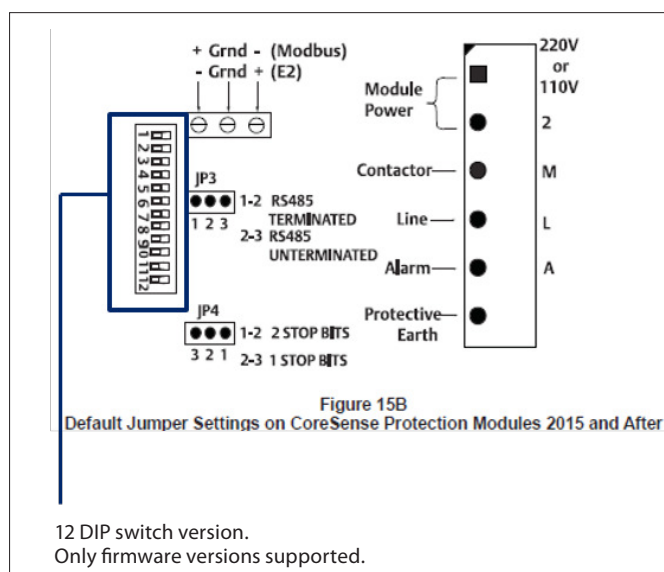 + Grnd - (Modbus)
- Grnd + (E2)
1
2
3
4
5
6
7
8
9
10
11
12
JP3
1-2 RS485
TERMINATED
1 2 3
2-3 RS485
UNTERMINATED
JP4
1-2 2 STOP BITS
3 2 1
2-3 1 STOP BITS
Module
Power
220V
or
110V
2
Contactor
M
Line
L
Alarm
A
Protective
Earth
Figure 15B
Default Jumper Settings on CoreSense Protection Modules 2015 and After
12 DIP switch version.
Only firmware versions supported.